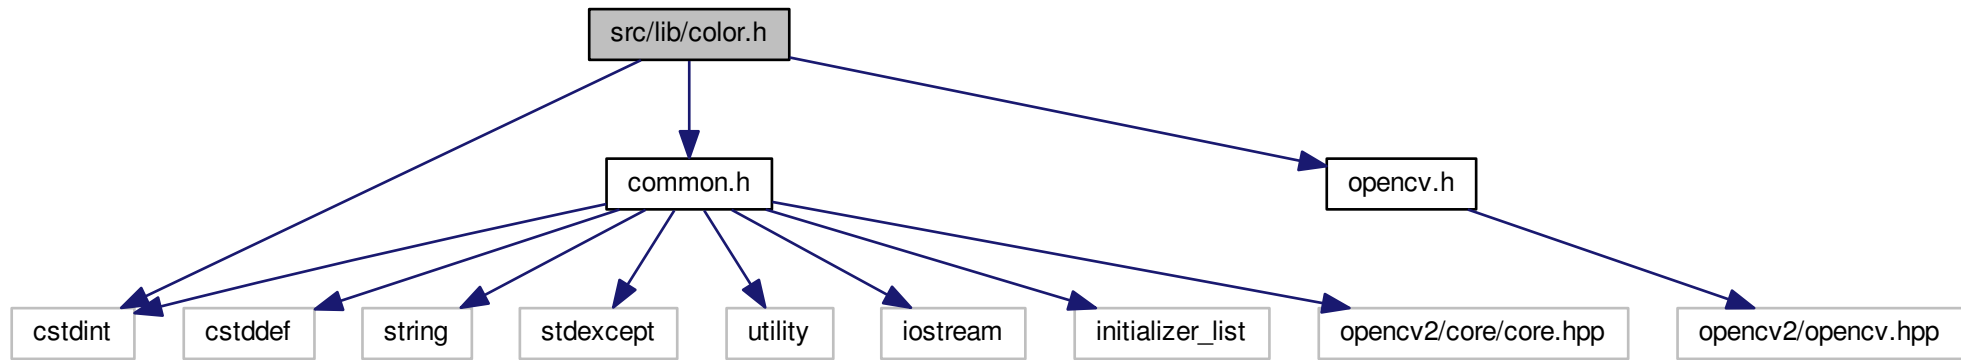 src/lib/color.h
common.h
opencv.h
cstdint
cstddef
string
stdexcept
utility
iostream
initializer_list
opencv2/core/core.hpp
opencv2/opencv.hpp